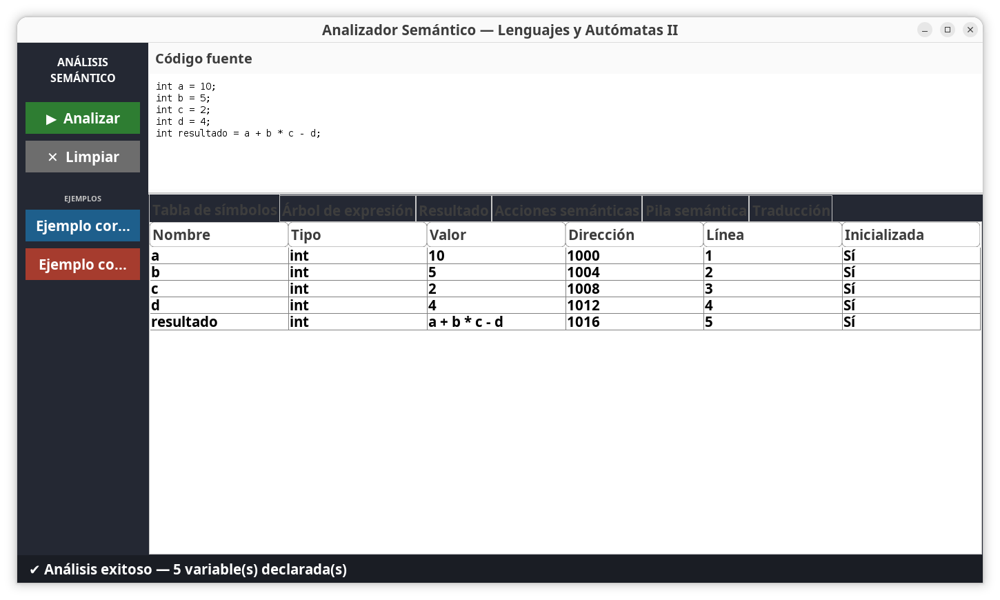 Analizador Semántico — Lenguajes y Autómatas II
ANÁLISIS
SEMÁNTICO
▶ Analizar
✕ Limpiar
EJEMPLOS
Ejemplo cor...
Ejemplo co...
Código fuente
int a = 10;
int b = 5;
int c = 2;
int d = 4;
int resultado = a + b * c - d;
Tabla de símbolos Árbol de expresión Resultado Acciones semánticas Pila semántica Traducción
Nombre Tipo Valor Dirección Línea Inicializada
a int 10 1000 1 Sí
b int 5 1004 2 Sí
c int 2 1008 3 Sí
d int 4 1012 4 Sí
resultado int a + b * c - d 1016 5 Sí
✔ Análisis exitoso — 5 variable(s) declarada(s)